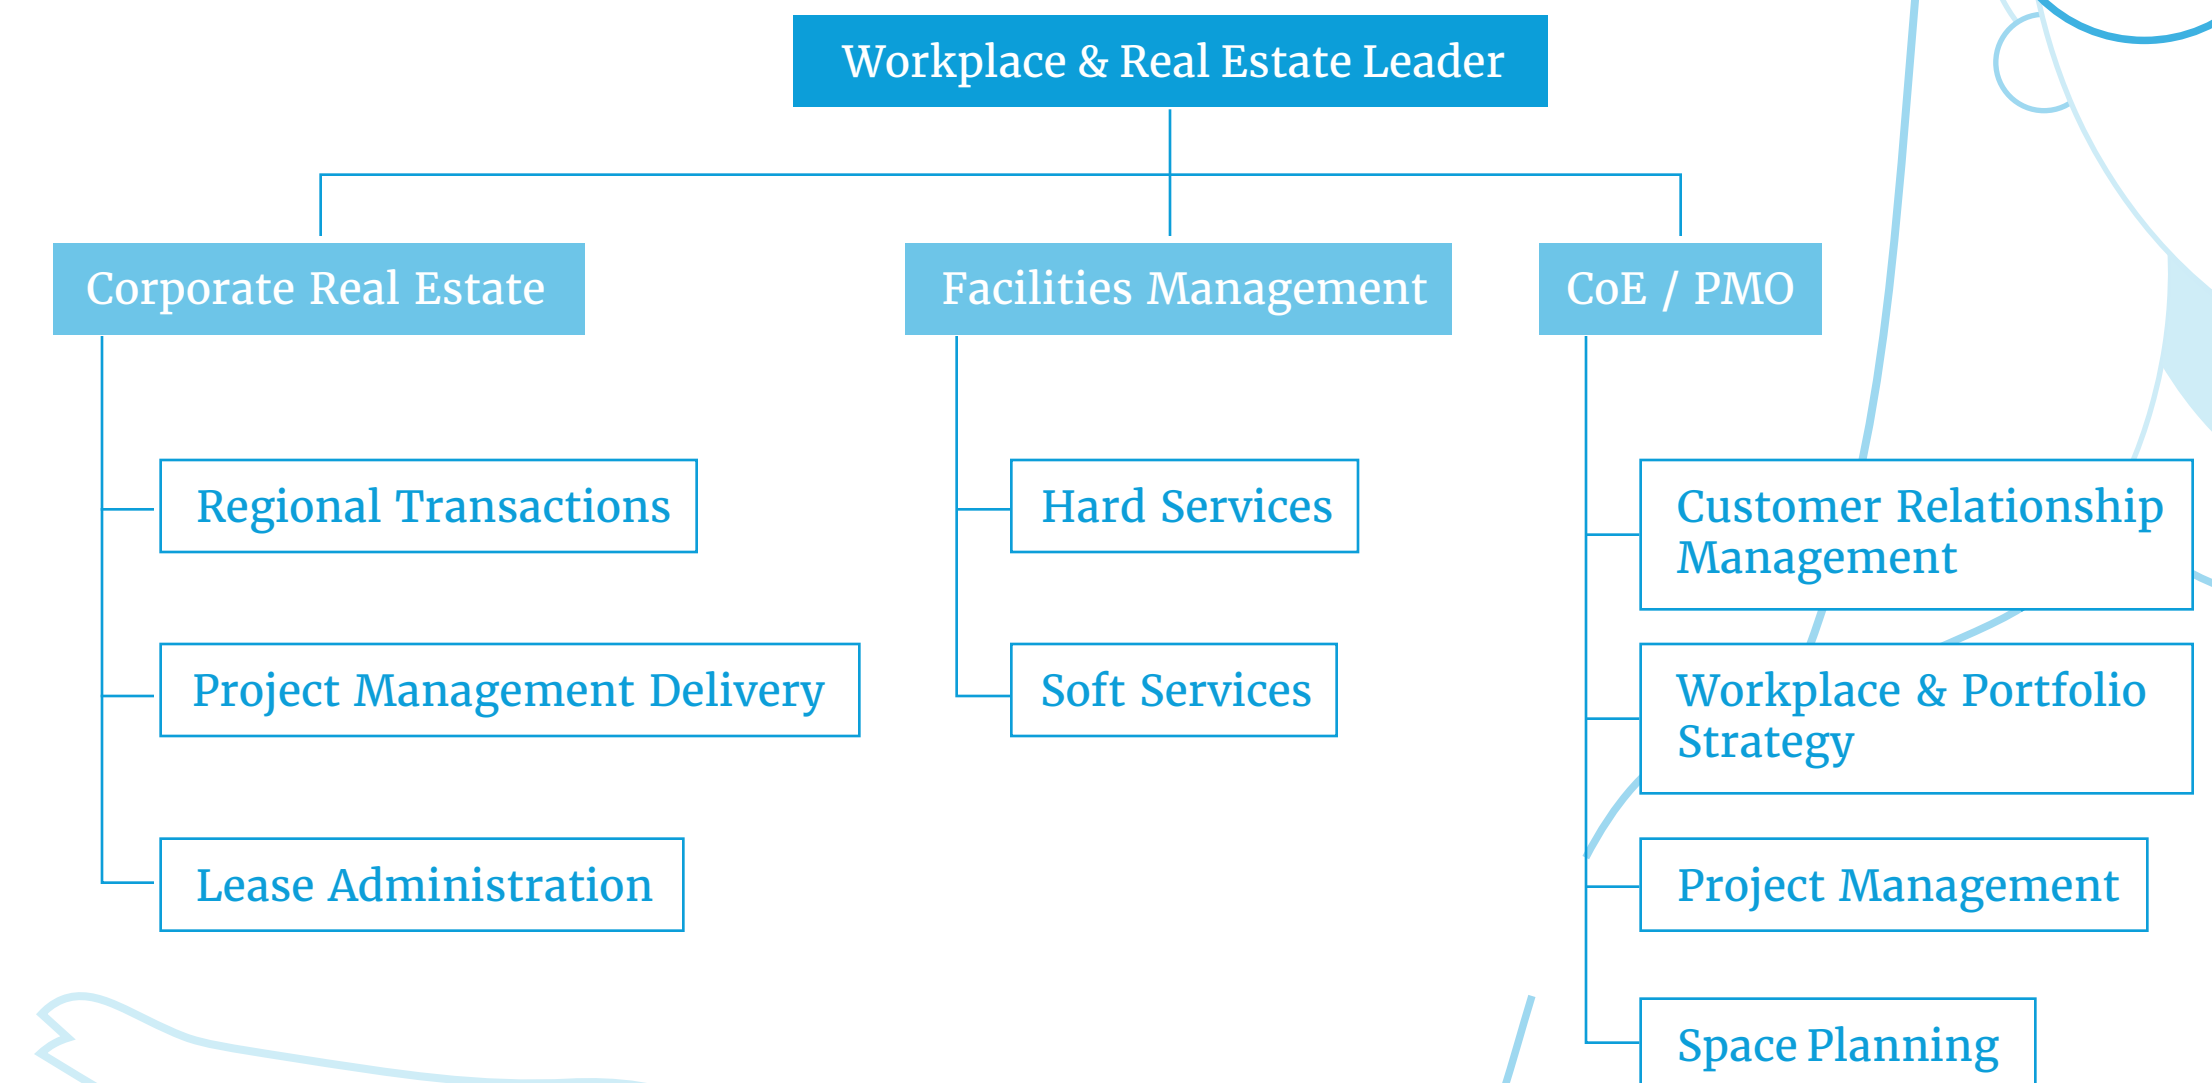 Workplace & Real Estate Leader
Corporate Real Estate
Facilities Management
CoE / PMO
Regional Transactions
Project Management Delivery
Lease Administration
Hard Services
Soft Services
Customer Relationship
Management
Workplace & Portfolio
Strategy
Project Management
Space Planning